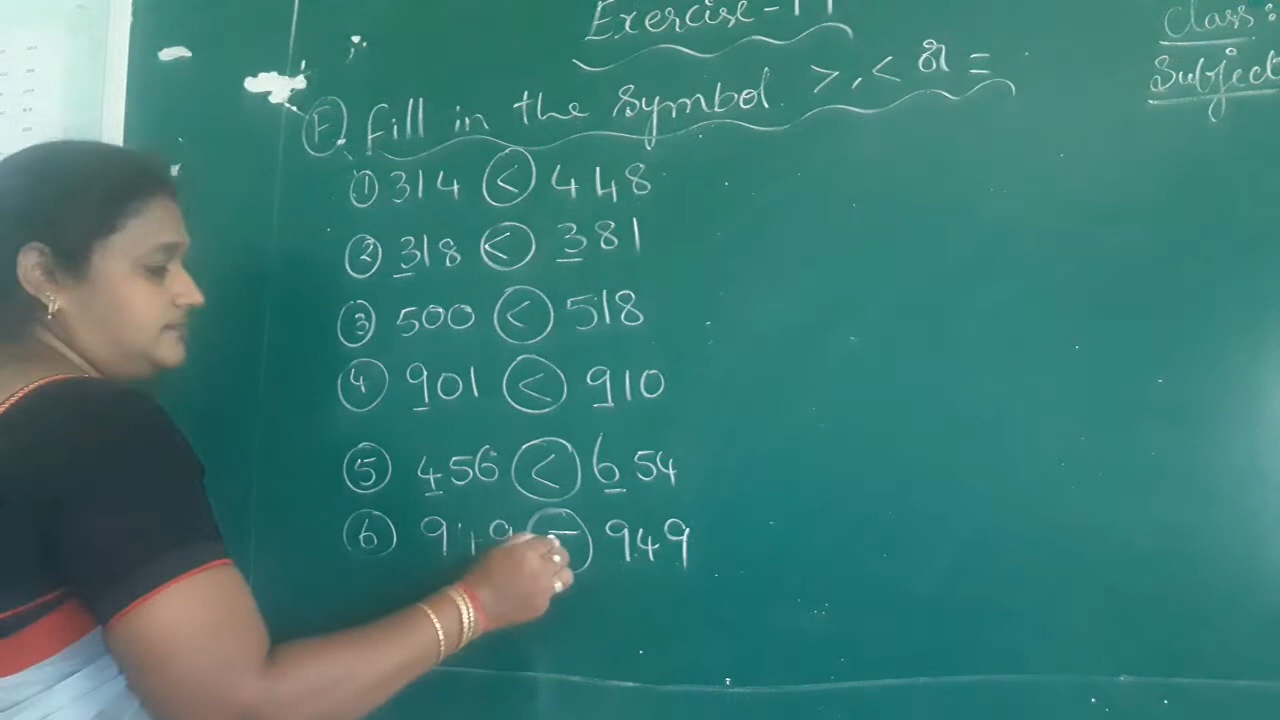 Exercise -
Class:
Subject
F) Fill in the Symbol >, < or =
① 314 < 448
② 318 < 381
③ 500 < 518
④ 901 < 910
⑤ 456 < 654
⑥ 949 = 949